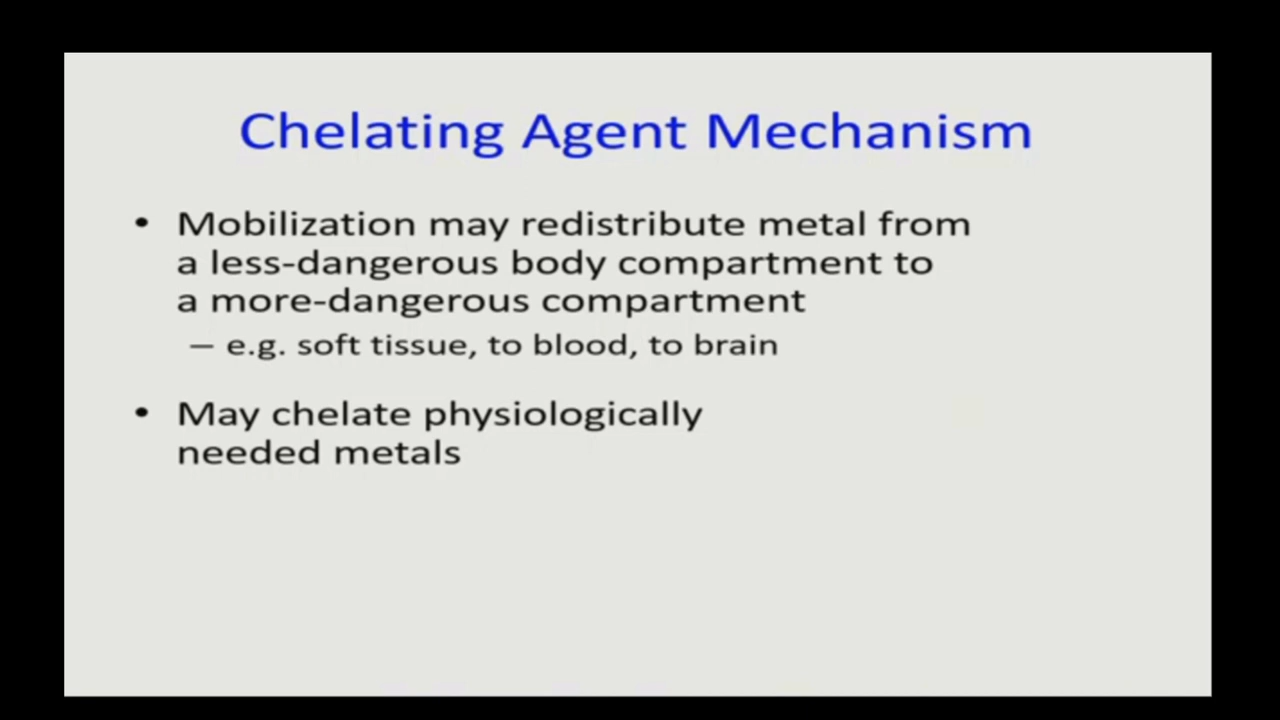 Chelating Agent Mechanism
• Mobilization may redistribute metal from
a less-dangerous body compartment to
a more-dangerous compartment
– e.g. soft tissue, to blood, to brain
• May chelate physiologically
needed metals